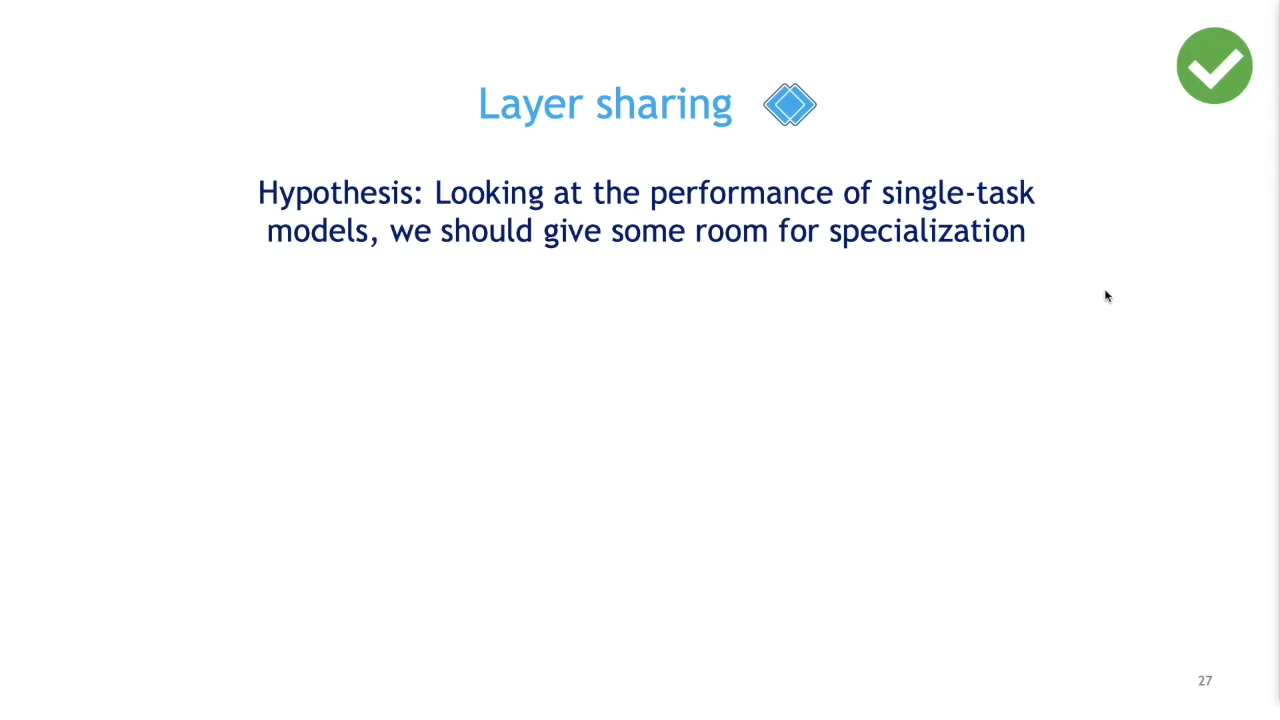 Layer sharing
Hypothesis: Looking at the performance of single-task
models, we should give some room for specialization
27